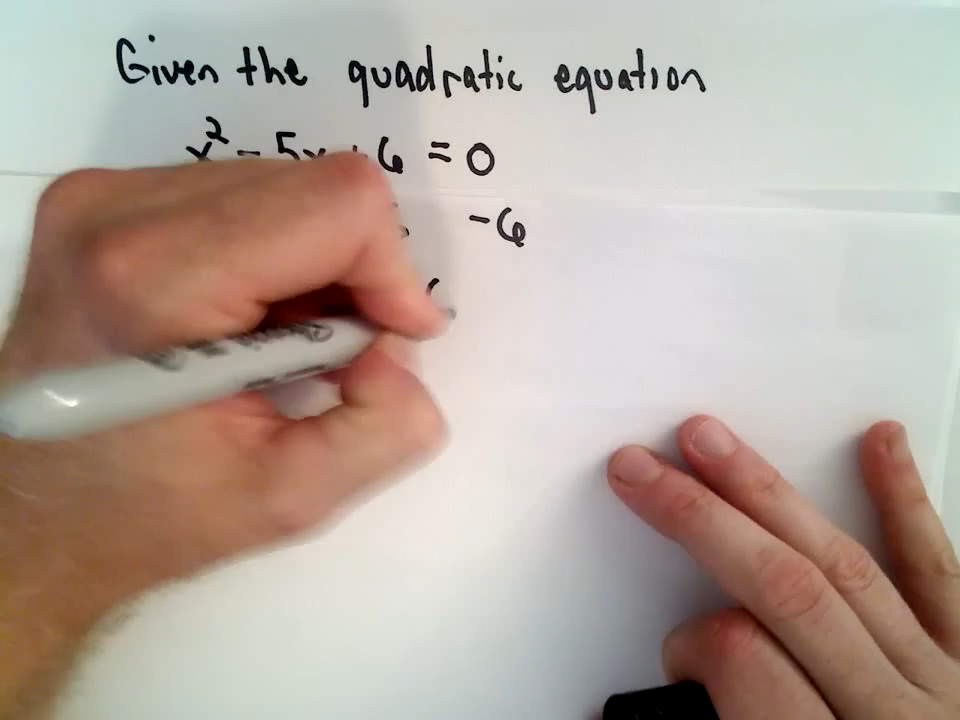 Given the quadratic equation
x² - 5x + 6 = 0
-6